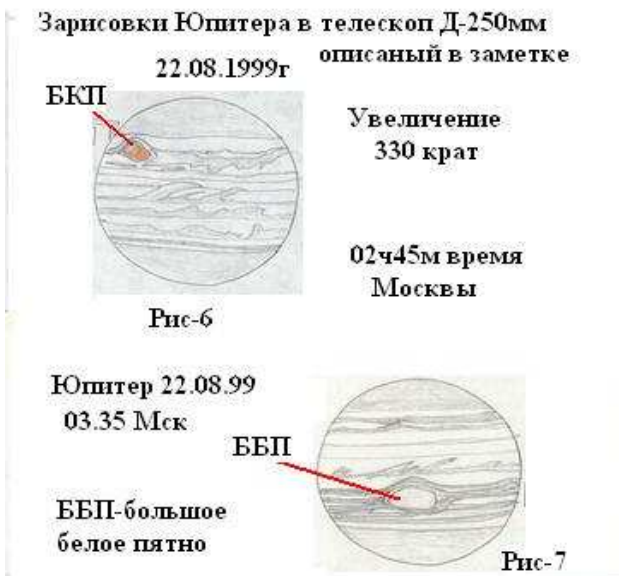 Зарисовки Юпитера в телескоп Д-250мм
описаный в заметке
22.08.1999г
БКП
Увеличение
330 крат
02ч45м время
Москвы
Рис-6
Юпитер 22.08.99
03.35 Мск
ББП
ББП-большое
белое пятно
Рис-7